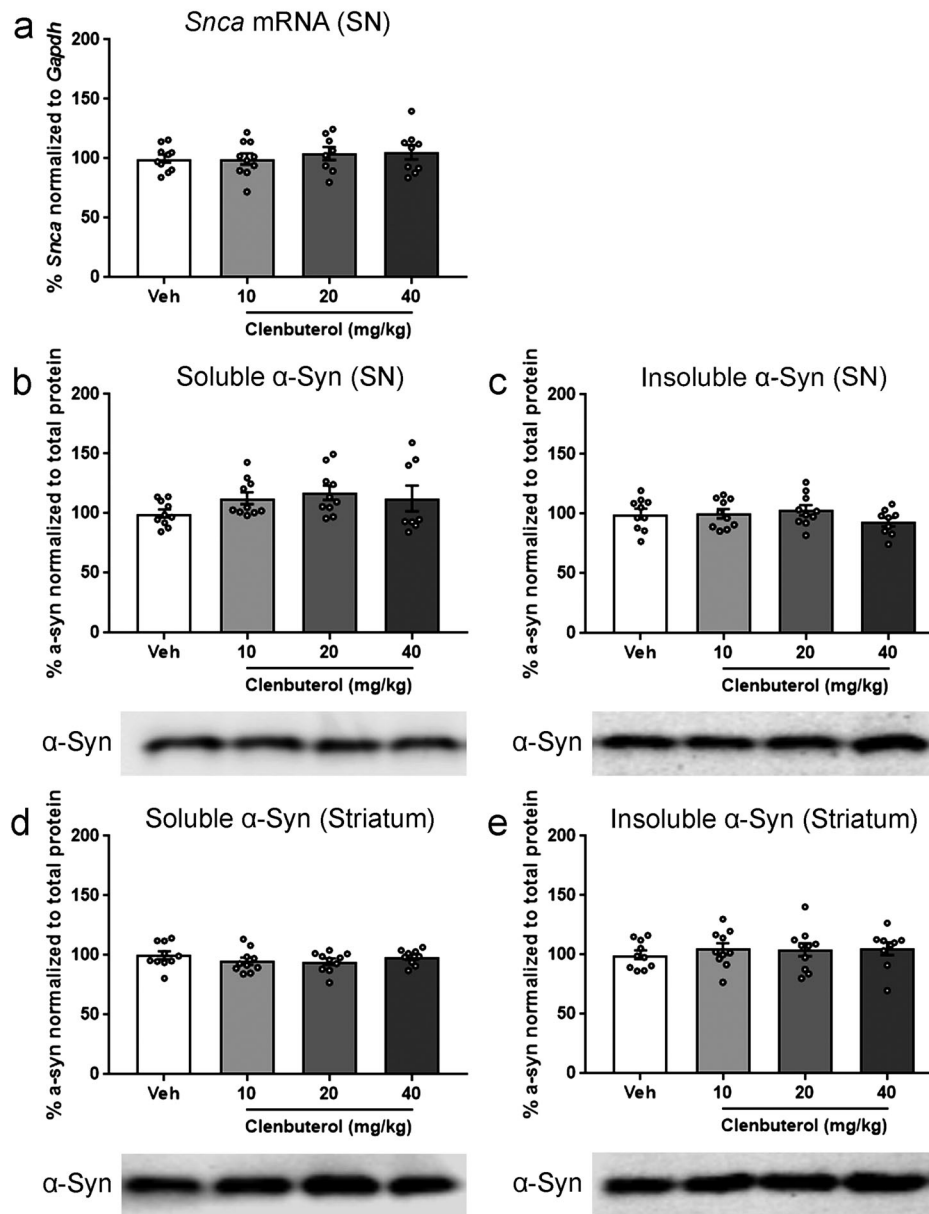 a
Snca mRNA (SN)
% Snca normalized to Gapdh
200
150
100
50
0
Veh 10 20 40
Clenbuterol (mg/kg)
b
Soluble α-Syn (SN)
% a-syn normalized to total protein
200
150
100
50
0
Veh 10 20 40
Clenbuterol (mg/kg)
α-Syn
c
Insoluble α-Syn (SN)
% a-syn normalized to total protein
200
150
100
50
0
Veh 10 20 40
Clenbuterol (mg/kg)
α-Syn
d
Soluble α-Syn (Striatum)
% a-syn normalized to total protein
200
150
100
50
0
Veh 10 20 40
Clenbuterol (mg/kg)
α-Syn
e
Insoluble α-Syn (Striatum)
% a-syn normalized to total protein
200
150
100
50
0
Veh 10 20 40
Clenbuterol (mg/kg)
α-Syn